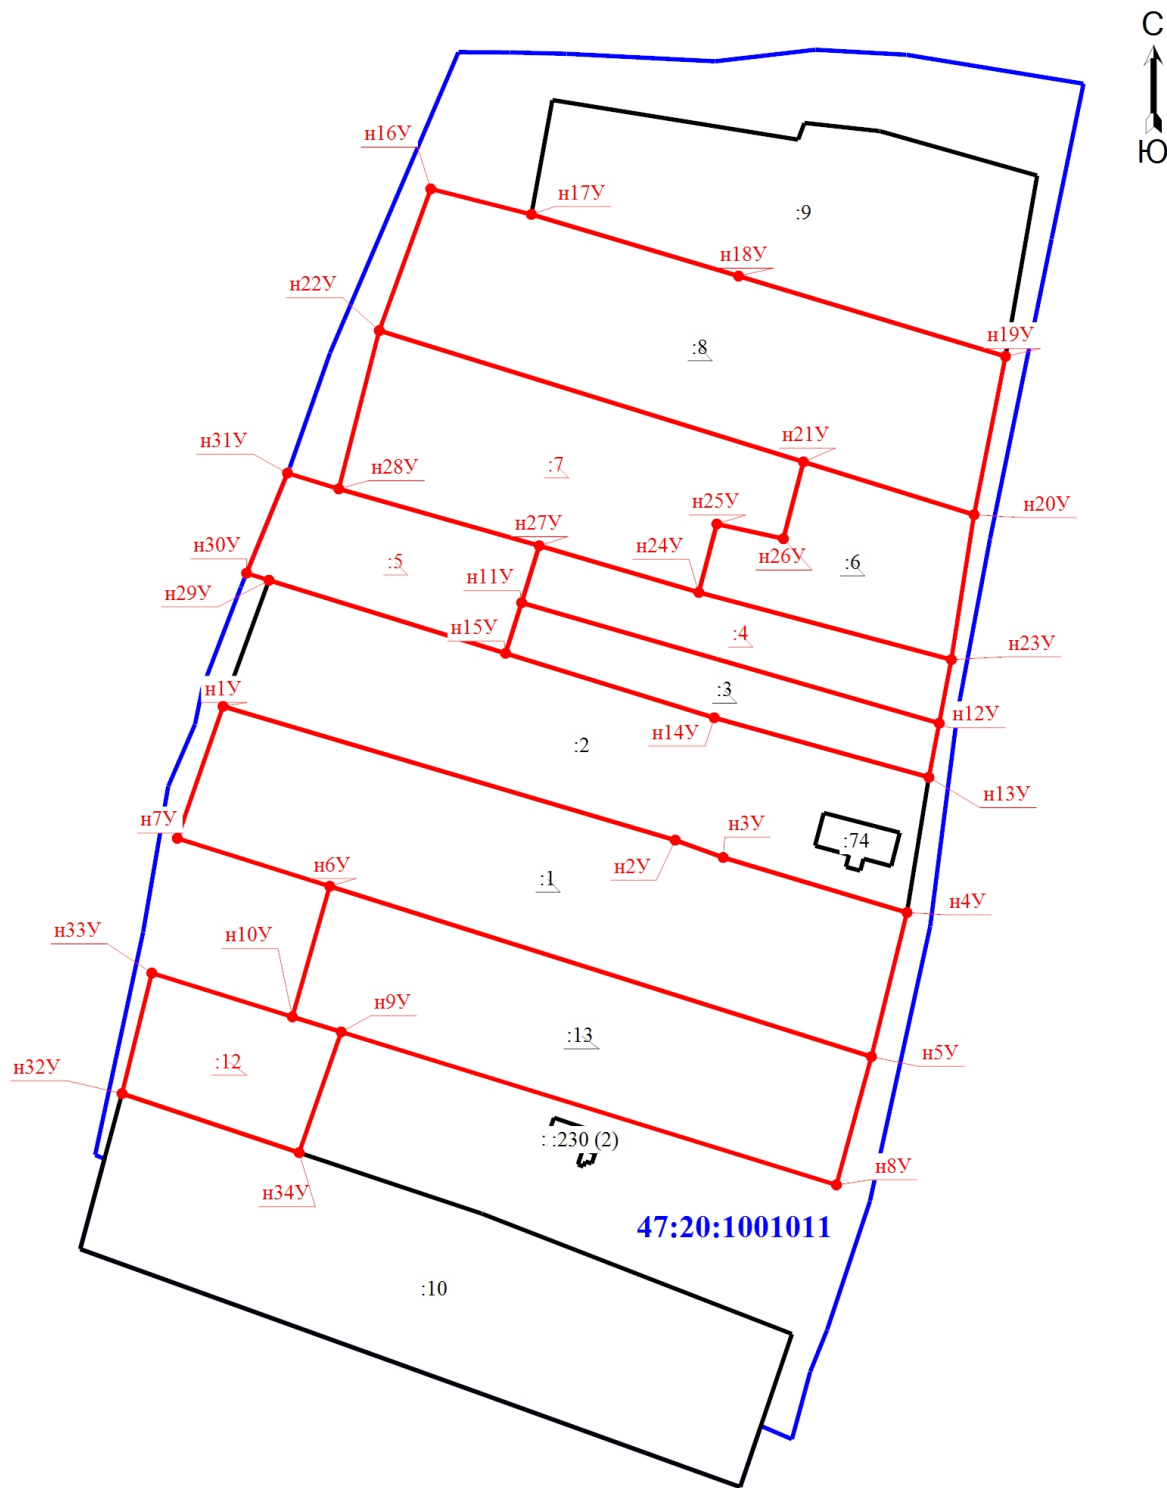 С
Ю
н16У
н17У
:9
н18У
н22У
н19У
:8
н31У
н28У
:7
н21У
н25У
н20У
н27У
н24У
н26У
:6
н30У
:5
н29У
н11У
н15У
:4
н23У
н1У
:3
н12У
н14У
:2
н13У
н7У
н3У
:74
н6У
н2У
:1
н4У
н33У
н10У
н9У
:13
н5У
н32У
:12
: :230 (2)
н8У
н34У
47:20:1001011
:10